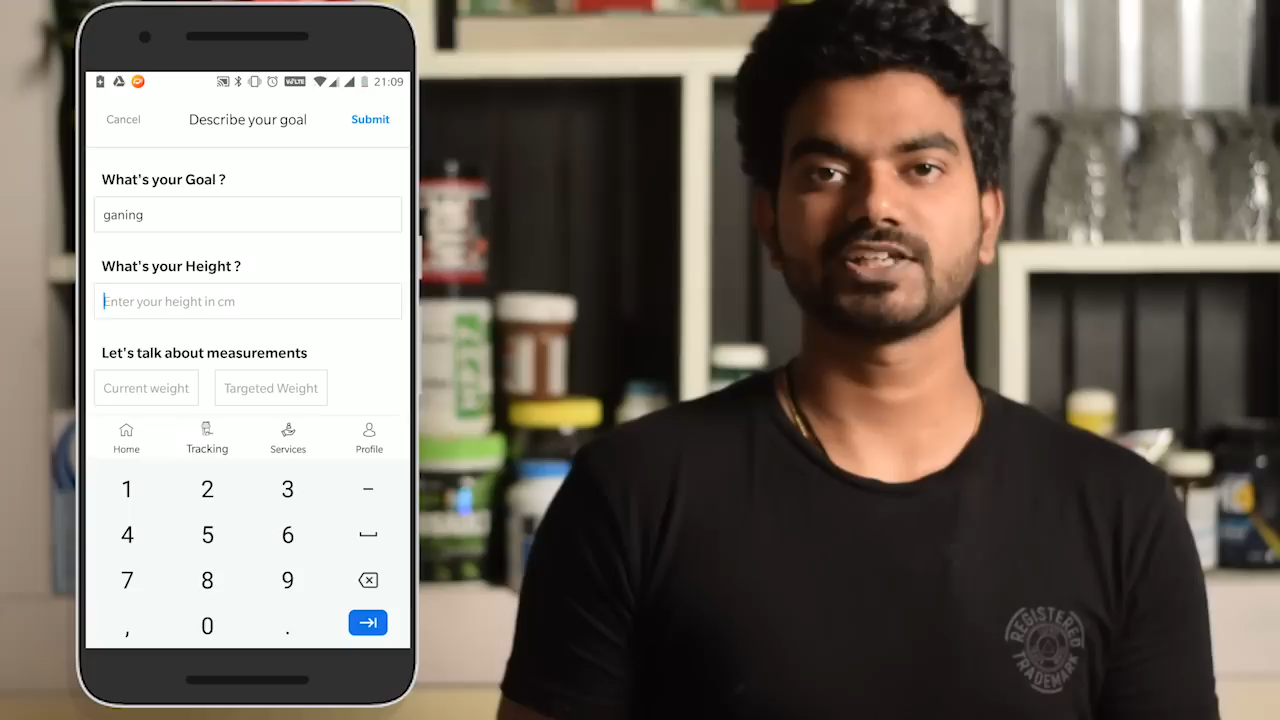 VoLTE 21:09
Cancel Describe your goal Submit
What's your Goal ?
ganing
What's your Height ?
Enter your height in cm
Let's talk about measurements
Current weight Targeted Weight
Home Tracking Services Profile
1 2 3 –
4 5 6
7 8 9
, 0 .
REGISTERED
TRADEMARK